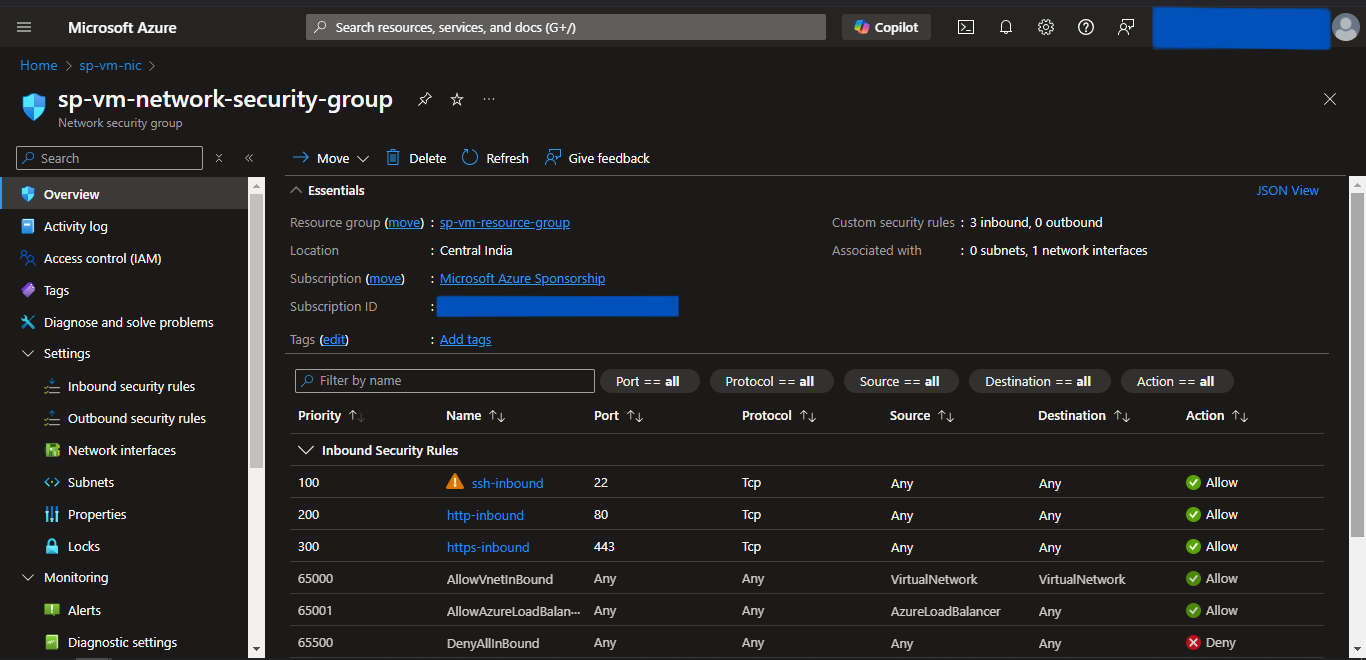 Microsoft Azure
Search resources, services, and docs (G+/)
Copilot
Home > sp-vm-nic >
sp-vm-network-security-group
Network security group
Search
Move
Delete
Refresh
Give feedback
Overview
Activity log
Access control (IAM)
Tags
Diagnose and solve problems
Settings
Inbound security rules
Outbound security rules
Network interfaces
Subnets
Properties
Locks
Monitoring
Alerts
Diagnostic settings
Essentials
JSON View
Resource group (move) : sp-vm-resource-group
Location : Central India
Subscription (move) : Microsoft Azure Sponsorship
Subscription ID :
Tags (edit) : Add tags
Custom security rules : 3 inbound, 0 outbound
Associated with : 0 subnets, 1 network interfaces
Filter by name
Port == all
Protocol == all
Source == all
Destination == all
Action == all
Priority Name Port Protocol Source Destination Action
Inbound Security Rules
100 ssh-inbound 22 Tcp Any Any Allow
200 http-inbound 80 Tcp Any Any Allow
300 https-inbound 443 Tcp Any Any Allow
65000 AllowVnetInBound Any Any VirtualNetwork VirtualNetwork Allow
65001 AllowAzureLoadBalan··· Any Any AzureLoadBalancer Any Allow
65500 DenyAllInBound Any Any Any Any Deny